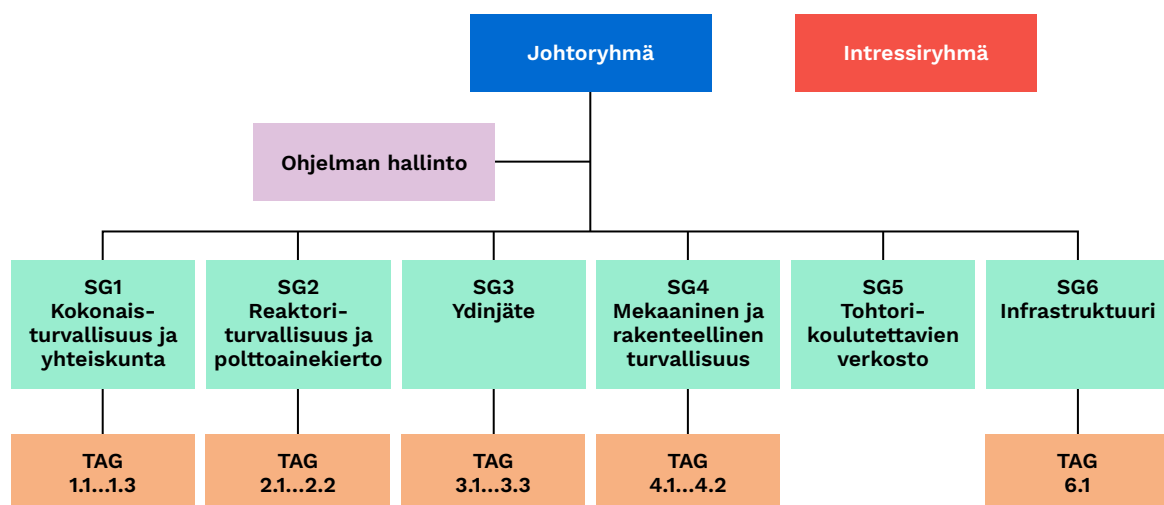 Johtoryhmä
Intressiryhmä
Ohjelman hallinto
SG1
Kokonais-
turvallisuus ja
yhteiskunta
SG2
Reaktori-
turvallisuus ja
polttoainekierto
SG3
Ydinjäte
SG4
Mekaaninen ja
rakenteellinen
turvallisuus
SG5
Tohtori-
koulutettavien
verkosto
SG6
Infrastruktuuri
TAG
1.1...1.3
TAG
2.1...2.2
TAG
3.1...3.3
TAG
4.1...4.2
TAG
6.1